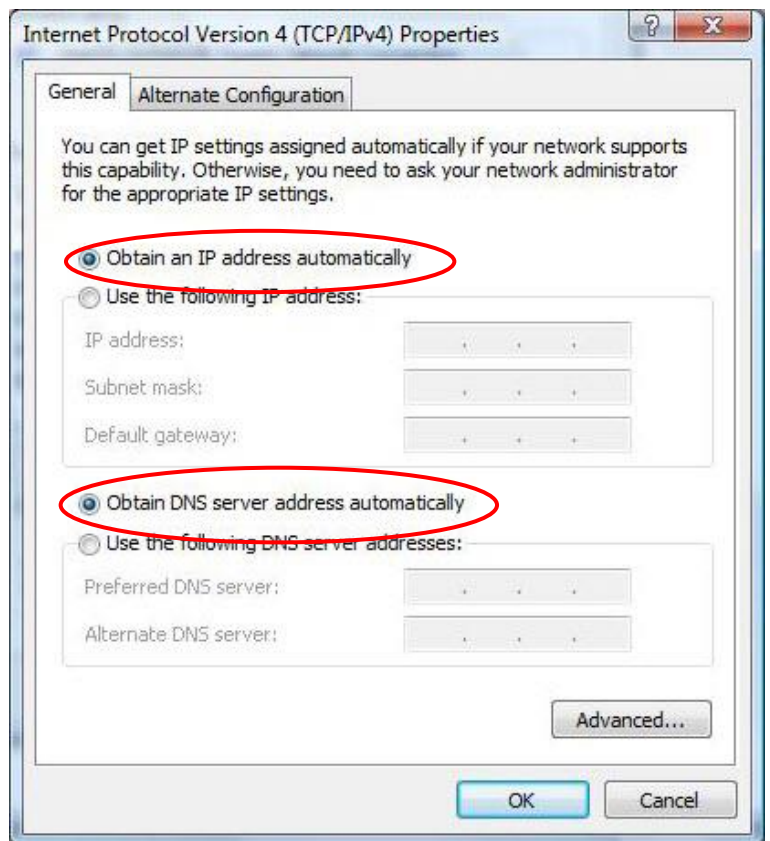 Internet Protocol Version 4 (TCP/IPv4) Properties
General
Alternate Configuration
You can get IP settings assigned automatically if your network supports
this capability. Otherwise, you need to ask your network administrator
for the appropriate IP settings.
Obtain an IP address automatically
Use the following IP address:
IP address:
Subnet mask:
Default gateway:
Obtain DNS server address automatically
Use the following DNS server addresses:
Preferred DNS server:
Alternate DNS server:
Advanced...
OK
Cancel